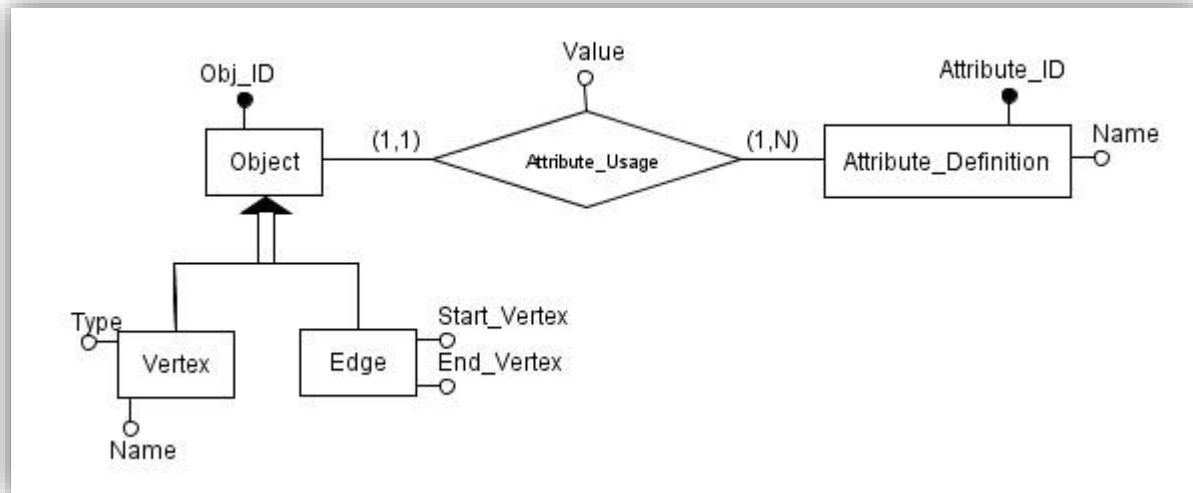 Value
Obj_ID
Attribute_ID
Name
(1,1)
(1,N)
Object
Attribute_Usage
Attribute_Definition
Type
Start_Vertex
Vertex
Edge
End_Vertex
Name